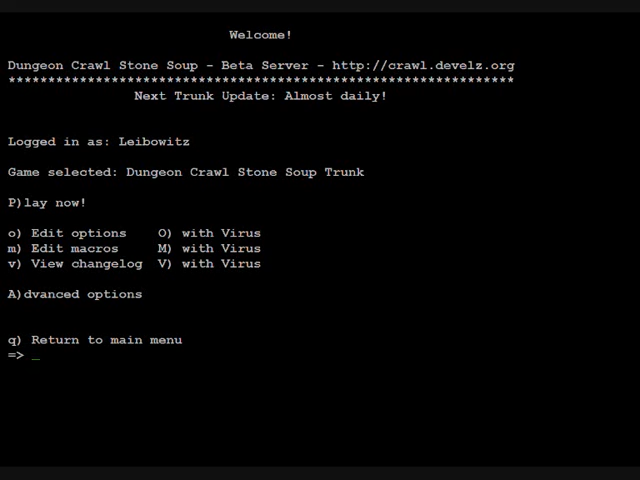 Welcome!
Dungeon Crawl Stone Soup - Beta Server - http://crawl.develz.org
****************************************************************
Next Trunk Update: Almost daily!
Logged in as: Leibowitz
Game selected: Dungeon Crawl Stone Soup Trunk
P)lay now!
o) Edit options    O) with Virus
m) Edit macros     M) with Virus
v) View changelog  V) with Virus
A)dvanced options
q) Return to main menu
=> _